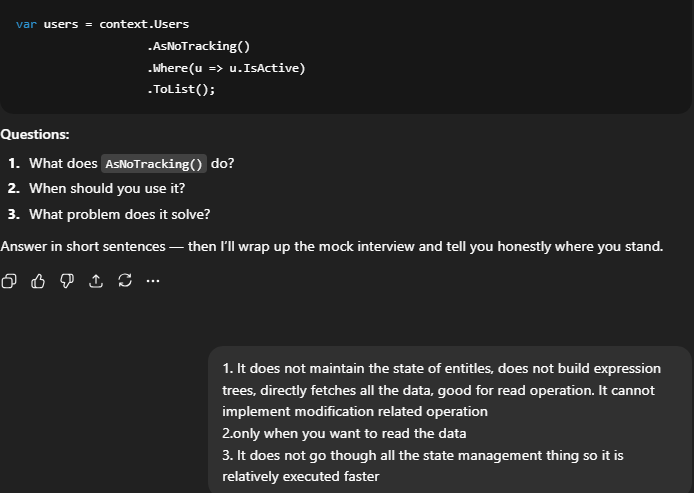 var users = context.Users
.AsNoTracking()
.Where(u => u.IsActive)
.ToList();
Questions:
1. What does AsNoTracking() do?
2. When should you use it?
3. What problem does it solve?
Answer in short sentences — then I'll wrap up the mock interview and tell you honestly where you stand.
1. It does not maintain the state of entitles, does not build expression
trees, directly fetches all the data, good for read operation. It cannot
implement modification related operation
2.only when you want to read the data
3. It does not go though all the state management thing so it is
relatively executed faster